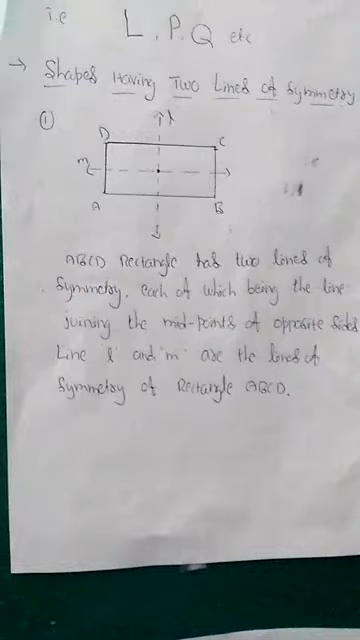 i.e L, P, Q etc
→ Shapes Having Two Lines of Symmetry
①
l
D C
m
A B
ABCD Rectangle has two lines of
Symmetry, each of which being the line
joining the mid-points of opposite sides
Line 'l' and 'm' are the lines of
Symmetry of Rectangle ABCD.